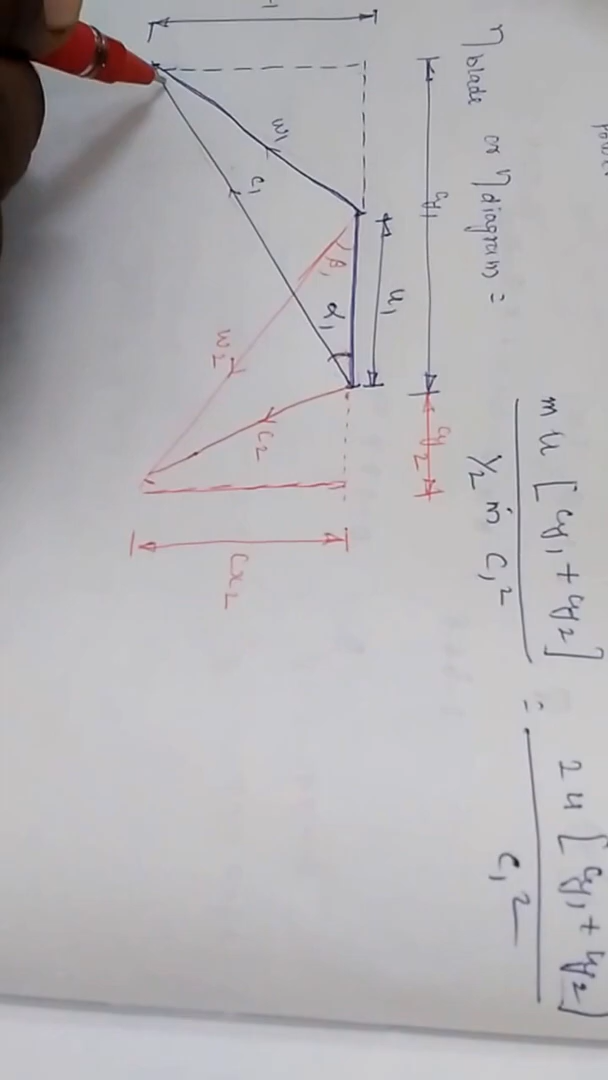 η blade or η diagram = m u [cy1 + cy2] / ½ ṁ c1² = 2u [cy1 + cy2] / c1²
cy1
cy2
u1
w1
c1
α1
β1
w2
c2
cx2